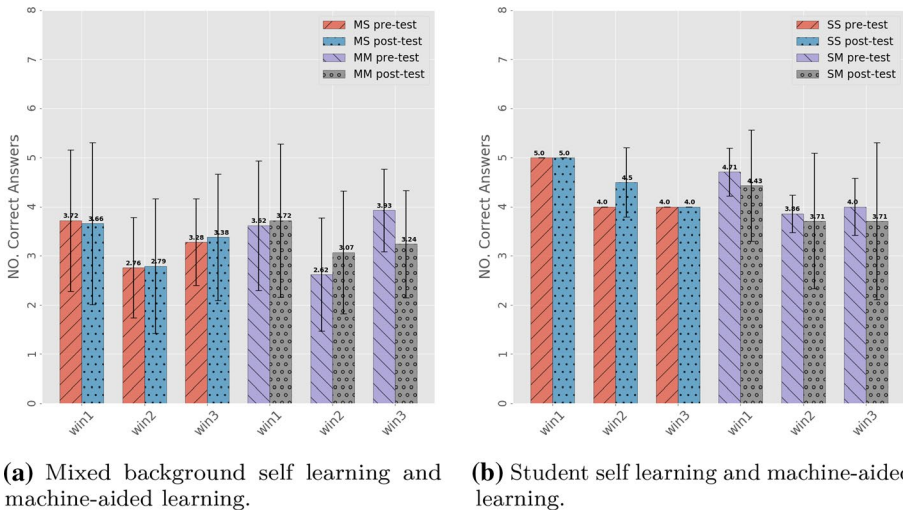 8
7
6
5
4
3
2
1
0
NO. Correct Answers
MS pre-test
MS post-test
MM pre-test
MM post-test
3.72
3.66
2.76
2.79
3.28
3.38
3.62
3.72
2.62
3.07
3.93
3.24
win1
win2
win3
win1
win2
win3
(a) Mixed background self learning and
machine-aided learning.
8
7
6
5
4
3
2
1
0
NO. Correct Answers
SS pre-test
SS post-test
SM pre-test
SM post-test
5.0
5.0
4.0
4.5
4.0
4.0
4.71
4.43
3.86
3.71
4.0
3.71
win1
win2
win3
win1
win2
win3
(b) Student self learning and machine-aided
learning.